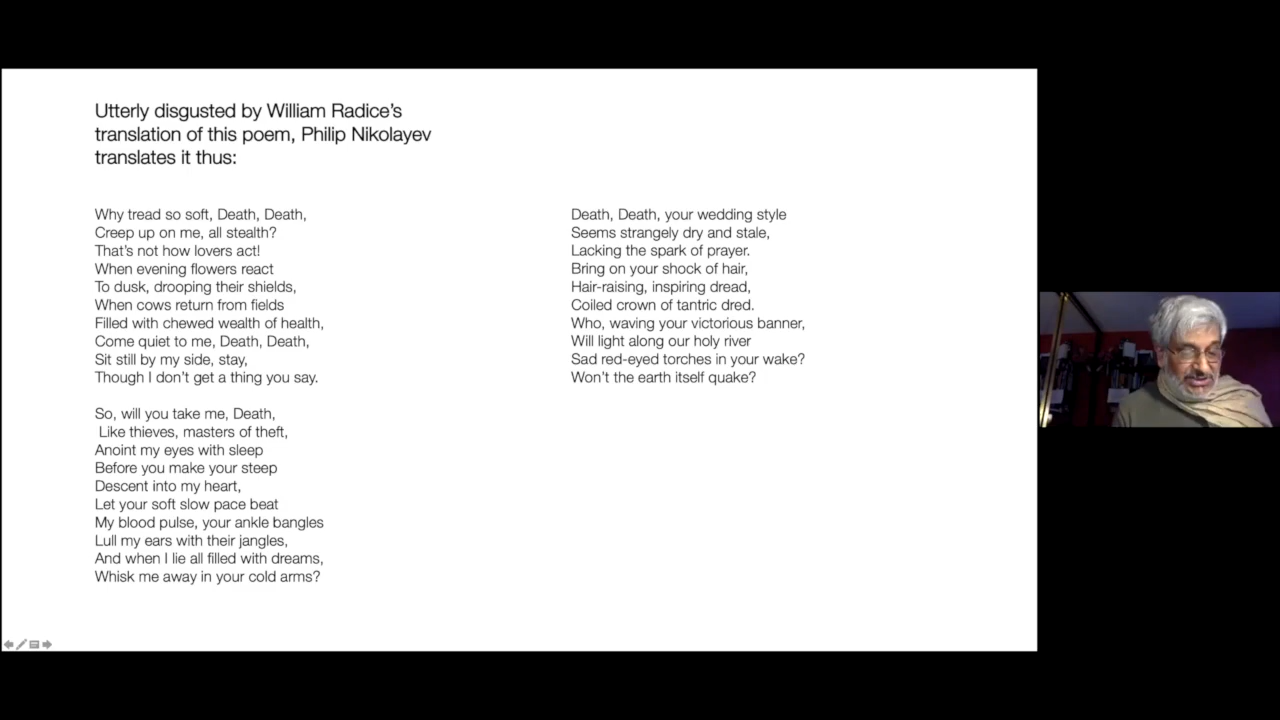 Utterly disgusted by William Radice’s
translation of this poem, Philip Nikolayev
translates it thus:
Why tread so soft, Death, Death,
Creep up on me, all stealth?
That’s not how lovers act!
When evening flowers react
To dusk, drooping their shields,
When cows return from fields
Filled with chewed wealth of health,
Come quiet to me, Death, Death,
Sit still by my side, stay,
Though I don’t get a thing you say.
So, will you take me, Death,
Like thieves, masters of theft,
Anoint my eyes with sleep
Before you make your steep
Descent into my heart,
Let your soft slow pace beat
My blood pulse, your ankle bangles
Lull my ears with their jangles,
And when I lie all filled with dreams,
Whisk me away in your cold arms?
Death, Death, your wedding style
Seems strangely dry and stale,
Lacking the spark of prayer.
Bring on your shock of hair,
Hair-raising, inspiring dread,
Coiled crown of tantric dred.
Who, waving your victorious banner,
Will light along our holy river
Sad red-eyed torches in your wake?
Won’t the earth itself quake?